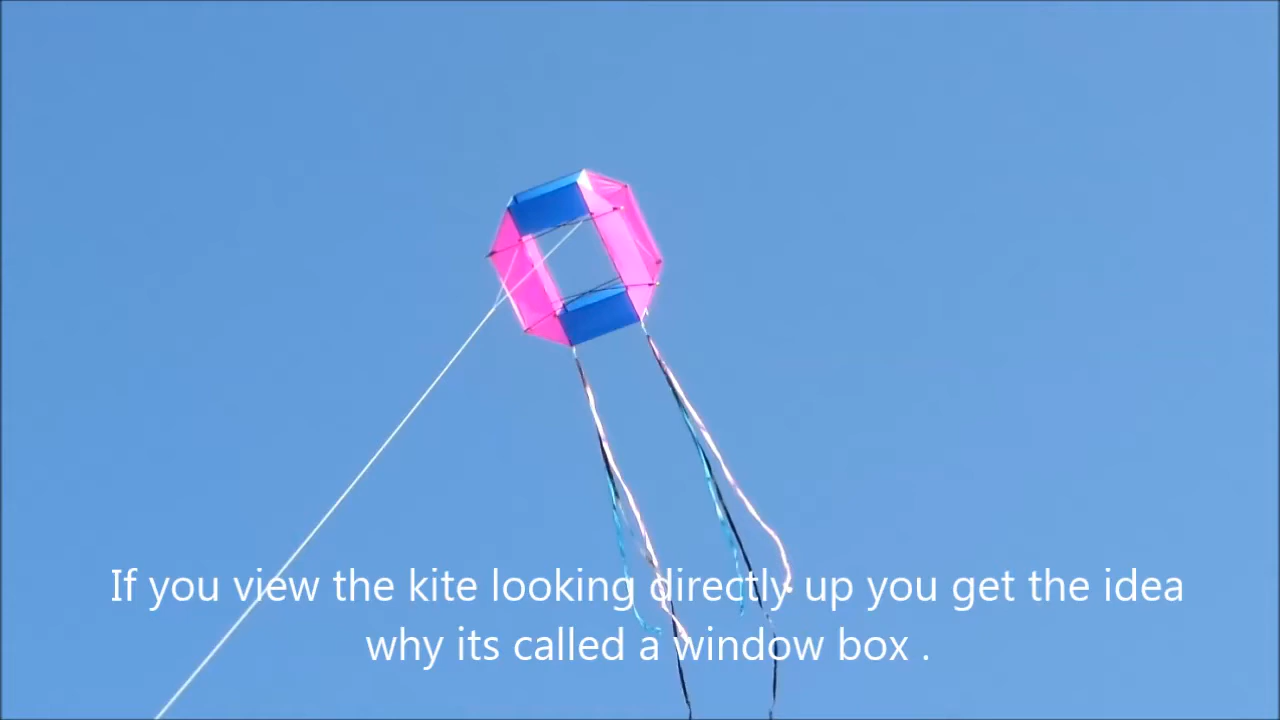 If you view the kite looking directly up you get the idea
why its called a window box .